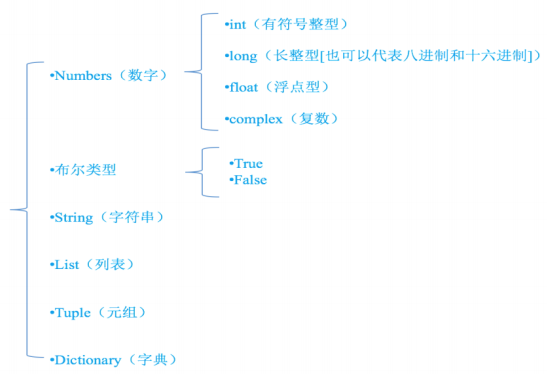 •Numbers（数字）
•int（有符号整型）
•long（长整型[也可以代表八进制和十六进制]）
•float（浮点型）
•complex（复数）
•布尔类型
•True
•False
•String（字符串）
•List（列表）
•Tuple（元组）
•Dictionary（字典）